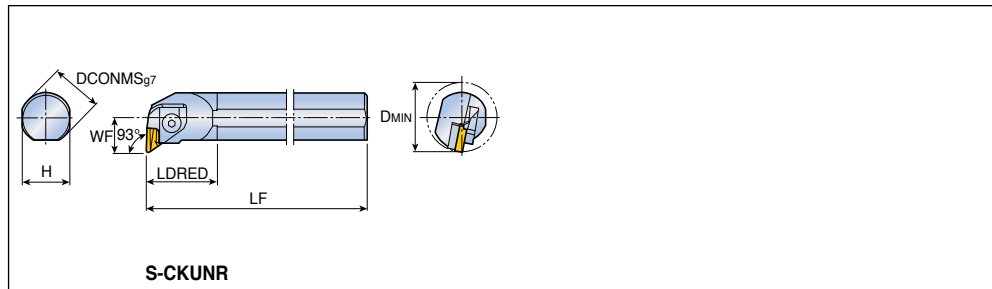 DCONMSg7
DMIN
WF
93°
LDRED
H
LF
S-CKUNR